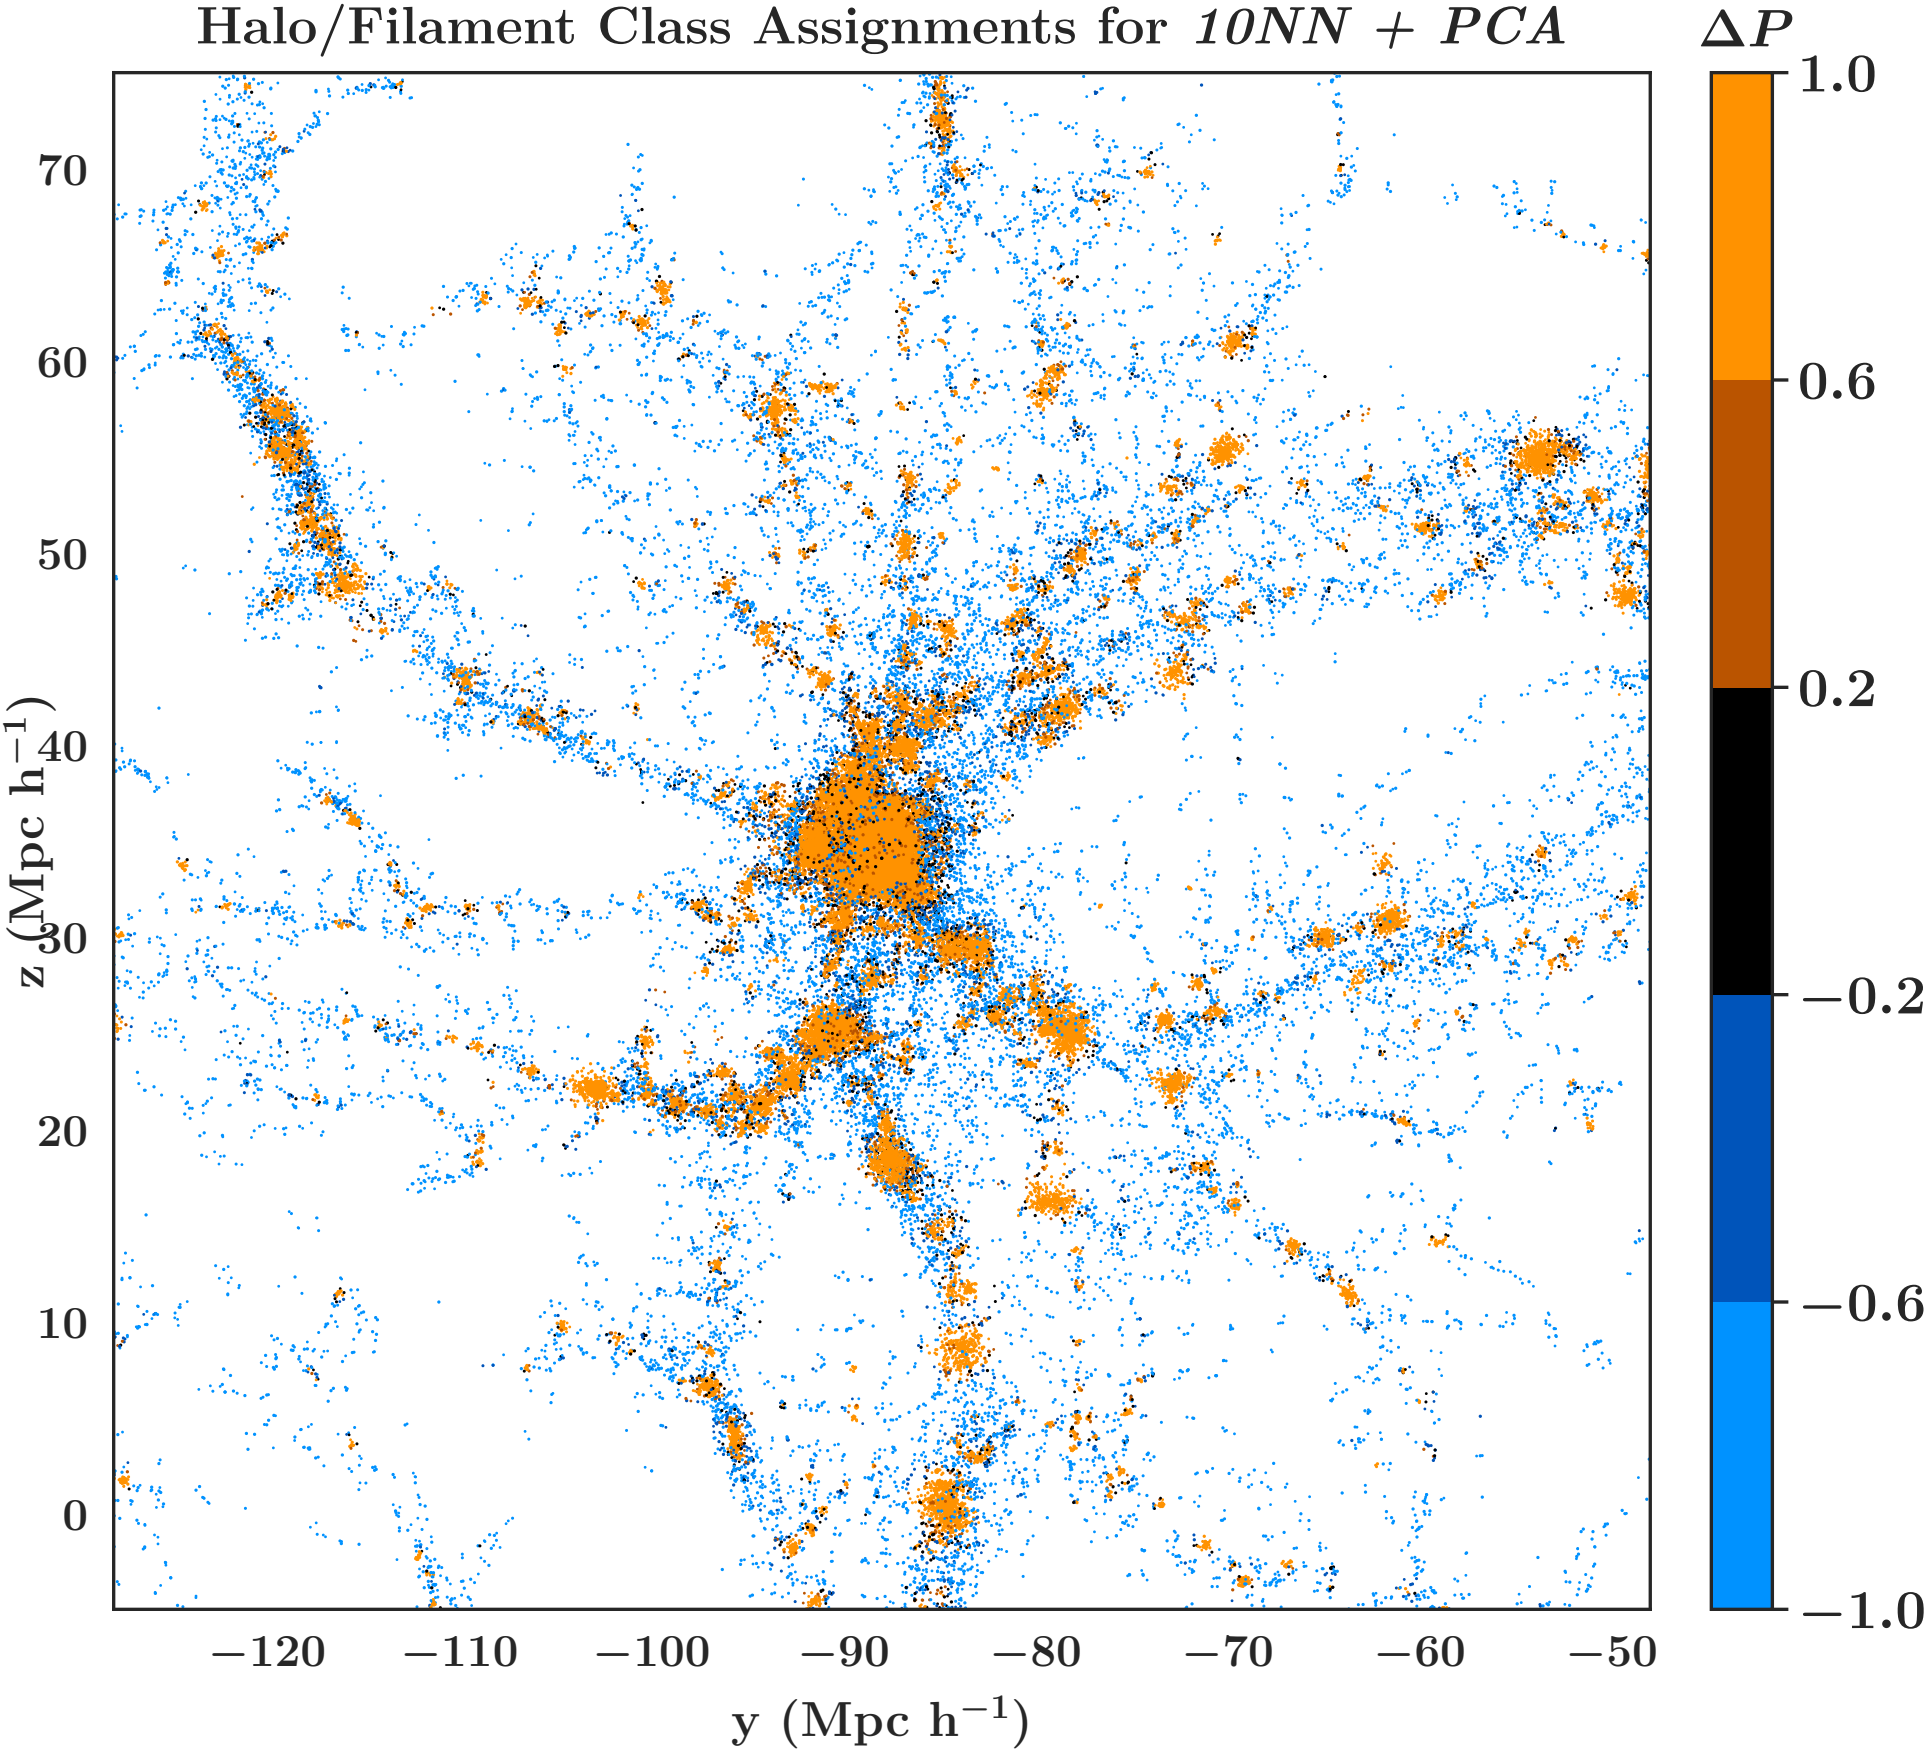 Halo/Filament Class Assignments for 10NN + PCA
ΔP
1.0
0.6
0.2
−0.2
−0.6
−1.0
70
60
50
40
30
20
10
0
z (Mpc h⁻¹)
−120 −110 −100 −90 −80 −70 −60 −50
y (Mpc h⁻¹)